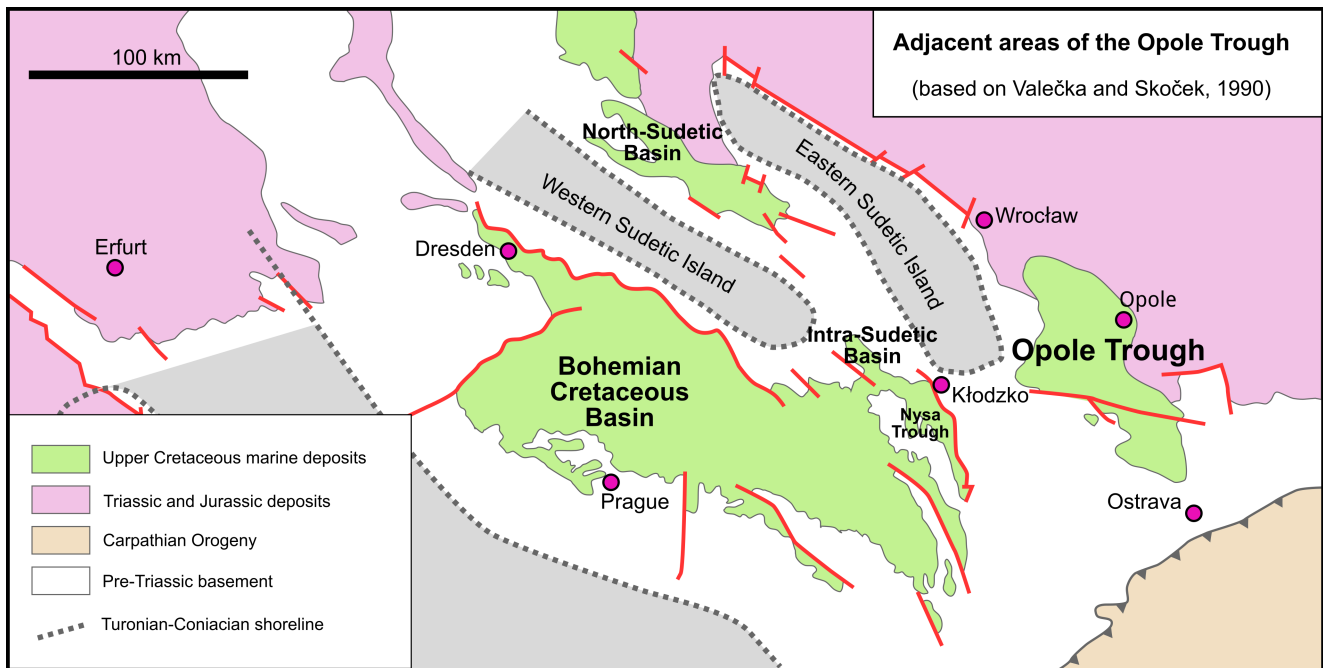 100 km
Adjacent areas of the Opole Trough
(based on Valečka and Skoček, 1990)
North-Sudetic
Basin
Eastern Sudetic Island
Western Sudetic Island
Wrocław
Erfurt
Dresden
Opole
Intra-Sudetic
Basin
Opole Trough
Bohemian
Cretaceous
Basin
Kłodzko
Nysa
Trough
Prague
Ostrava
Upper Cretaceous marine deposits
Triassic and Jurassic deposits
Carpathian Orogeny
Pre-Triassic basement
Turonian-Coniacian shoreline